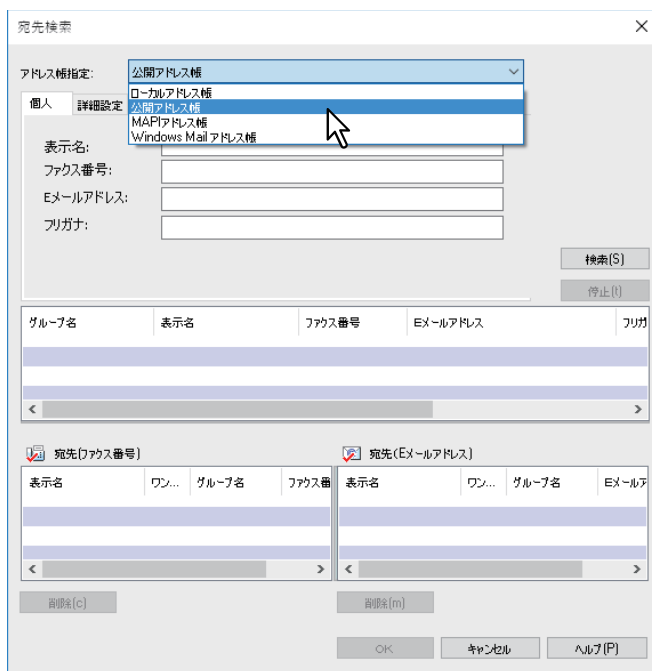 宛先検索
アドレス帳指定: 公開アドレス帳
ローカルアドレス帳
公開アドレス帳
MAPIアドレス帳
Windows Mail アドレス帳
個人 詳細設定
表示名:
ファクス番号:
Eメールアドレス:
フリガナ:
検索(S)
停止(t)
グループ名 表示名 ファクス番号 Eメールアドレス フリガ
宛先(ファクス番号) 宛先(Eメールアドレス)
表示名 ワン... グループ名 ファクス番 表示名 ワン... グループ名 Eメールア
削除(c) 削除(m)
OK キャンセル ヘルプ(P)